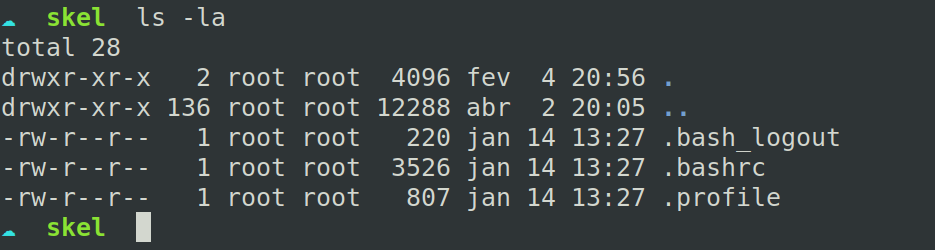 ☁ skel ls -la
total 28
drwxr-xr-x   2 root root  4096 fev  4 20:56 .
drwxr-xr-x 136 root root 12288 abr  2 20:05 ..
-rw-r--r--   1 root root   220 jan 14 13:27 .bash_logout
-rw-r--r--   1 root root  3526 jan 14 13:27 .bashrc
-rw-r--r--   1 root root   807 jan 14 13:27 .profile
☁ skel